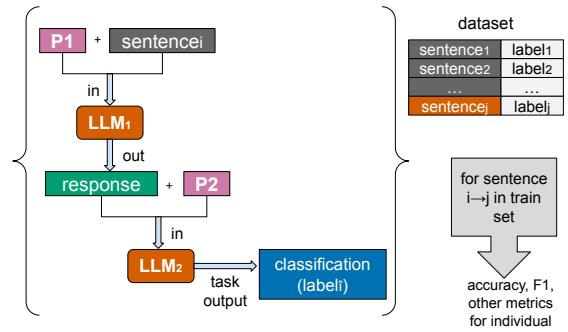 P1 + sentenceᵢ
in
LLM₁
out
response + P2
in
LLM₂
task
output
classification
(labelî)
dataset
sentence₁ label₁
sentence₂ label₂
… …
sentenceⱼ labelⱼ
for sentence
i→j in train
set
accuracy, F1,
other metrics
for individual